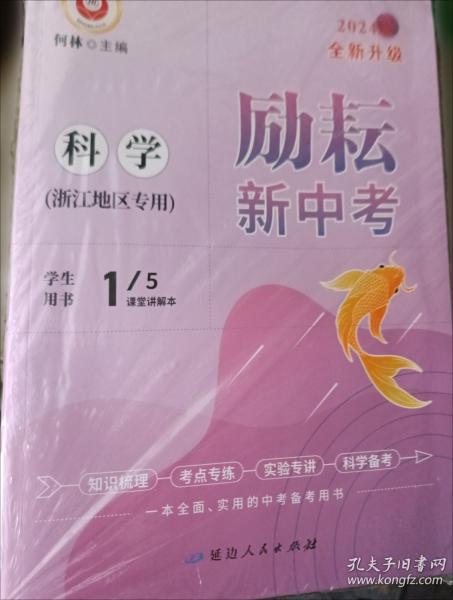 何林 主编
2024
全新升级
科学
(浙江地区专用)
励耘
新中考
学生用书 1/5 课堂讲解本
知识梳理 考点专练 实验专讲 科学备考
一本全面、实用的中考备考用书
延边人民出版社
孔夫子旧书网
www.kongfz.com